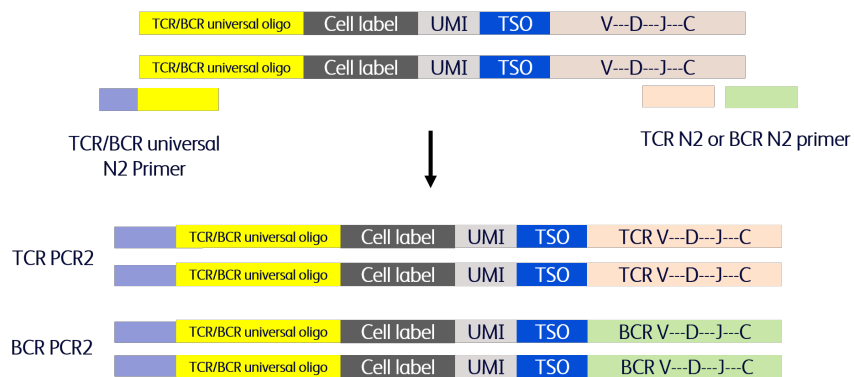 TCR/BCR universal oligo Cell label UMI TSO V---D---J---C
TCR/BCR universal oligo Cell label UMI TSO V---D---J---C
TCR/BCR universal
N2 Primer
TCR N2 or BCR N2 primer
TCR PCR2
TCR/BCR universal oligo Cell label UMI TSO TCR V---D---J---C
TCR/BCR universal oligo Cell label UMI TSO TCR V---D---J---C
BCR PCR2
TCR/BCR universal oligo Cell label UMI TSO BCR V---D---J---C
TCR/BCR universal oligo Cell label UMI TSO BCR V---D---J---C